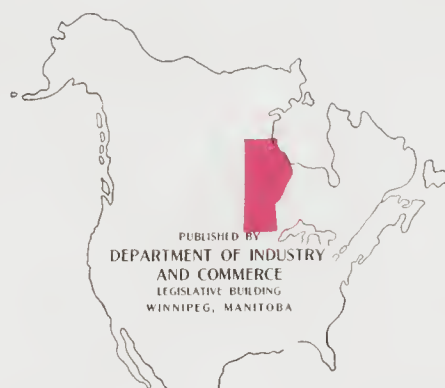 PUBLISHED BY
DEPARTMENT OF INDUSTRY
AND COMMERCE
LEGISLATIVE BUILDING
WINNIPEG, MANITOBA